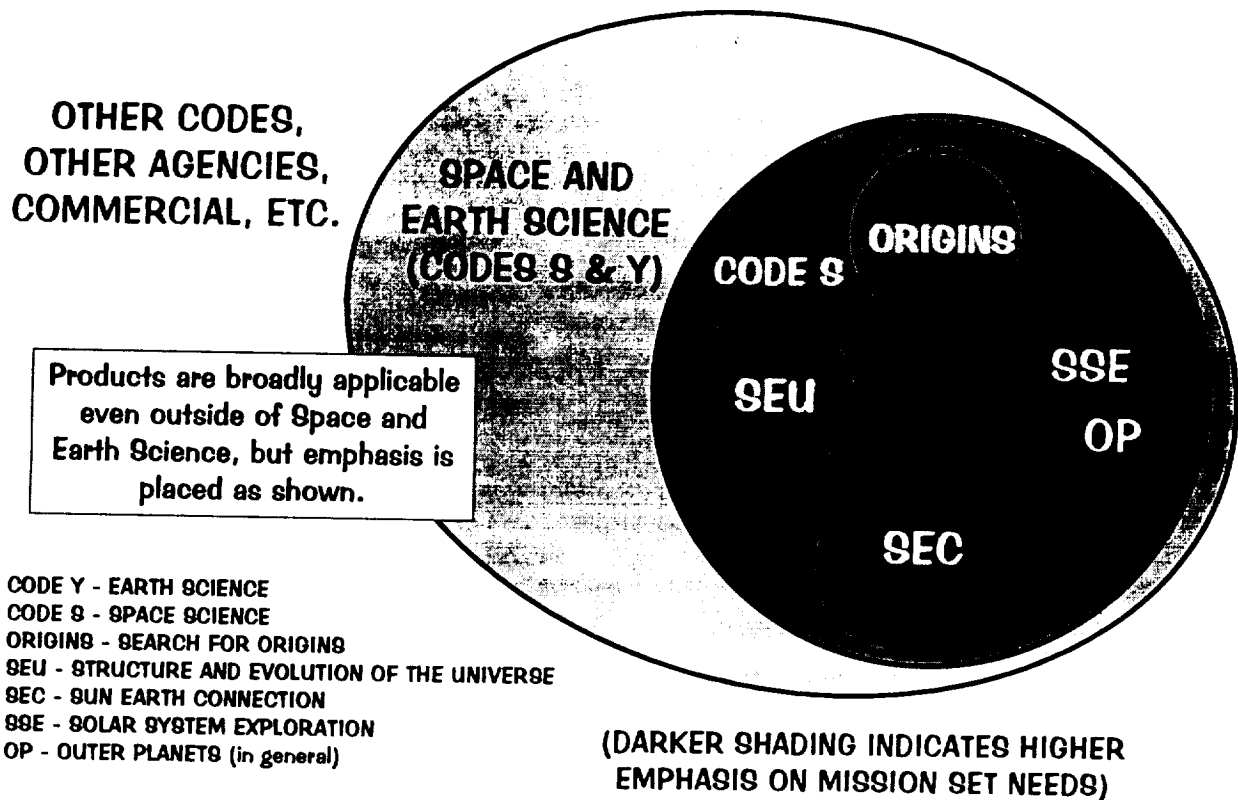 OTHER CODES,
OTHER AGENCIES,
COMMERCIAL, ETC.
SPACE AND
EARTH SCIENCE
(CODES S & Y)
ORIGINS
CODE S
SSE
SEU
OP
SEC
Products are broadly applicable
even outside of Space and
Earth Science, but emphasis is
placed as shown.
CODE Y - EARTH SCIENCE
CODE S - SPACE SCIENCE
ORIGINS - SEARCH FOR ORIGINS
SEU - STRUCTURE AND EVOLUTION OF THE UNIVERSE
SEC - SUN EARTH CONNECTION
SSE - SOLAR SYSTEM EXPLORATION
OP - OUTER PLANETS (in general)
(DARKER SHADING INDICATES HIGHER
EMPHASIS ON MISSION SET NEEDS)